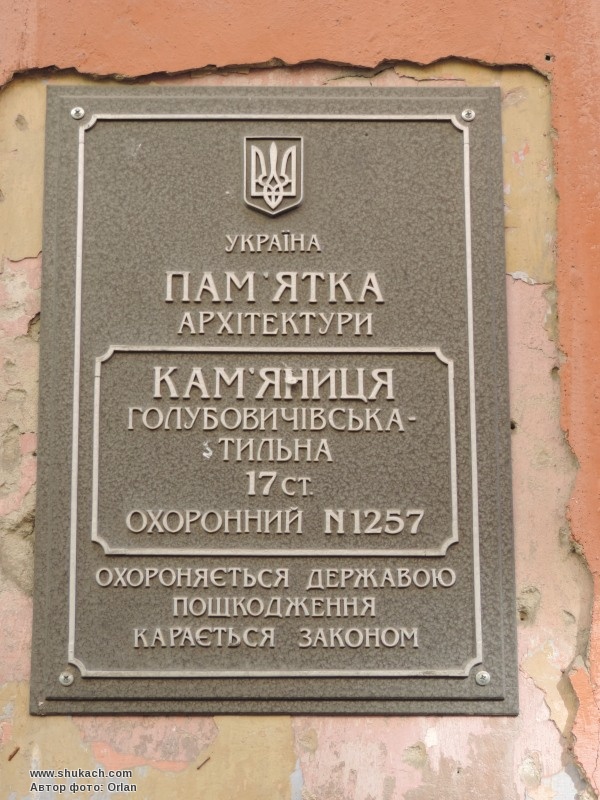 УКРАЇНА
ПАМ'ЯТКА
АРХІТЕКТУРИ
КАМ'ЯНИЦЯ
ГОЛУБОВИЧІВСЬКА-
ТИЛЬНА
17 СТ.
ОХОРОННИЙ N1257
ОХОРОНЯЄТЬСЯ ДЕРЖАВОЮ
ПОШКОДЖЕННЯ
КАРАЄТЬСЯ ЗАКОНОМ
www.shukach.com
Автор фото: Orlan